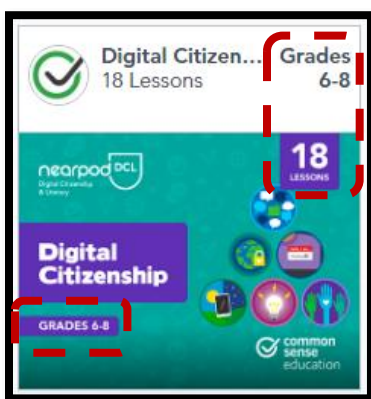 Digital Citizen... Grades
18 Lessons 6-8
18
LESSONS
nearpod DCL
Digital Citizenship
& Literacy
Digital
Citizenship
GRADES 6-8
common
sense
education